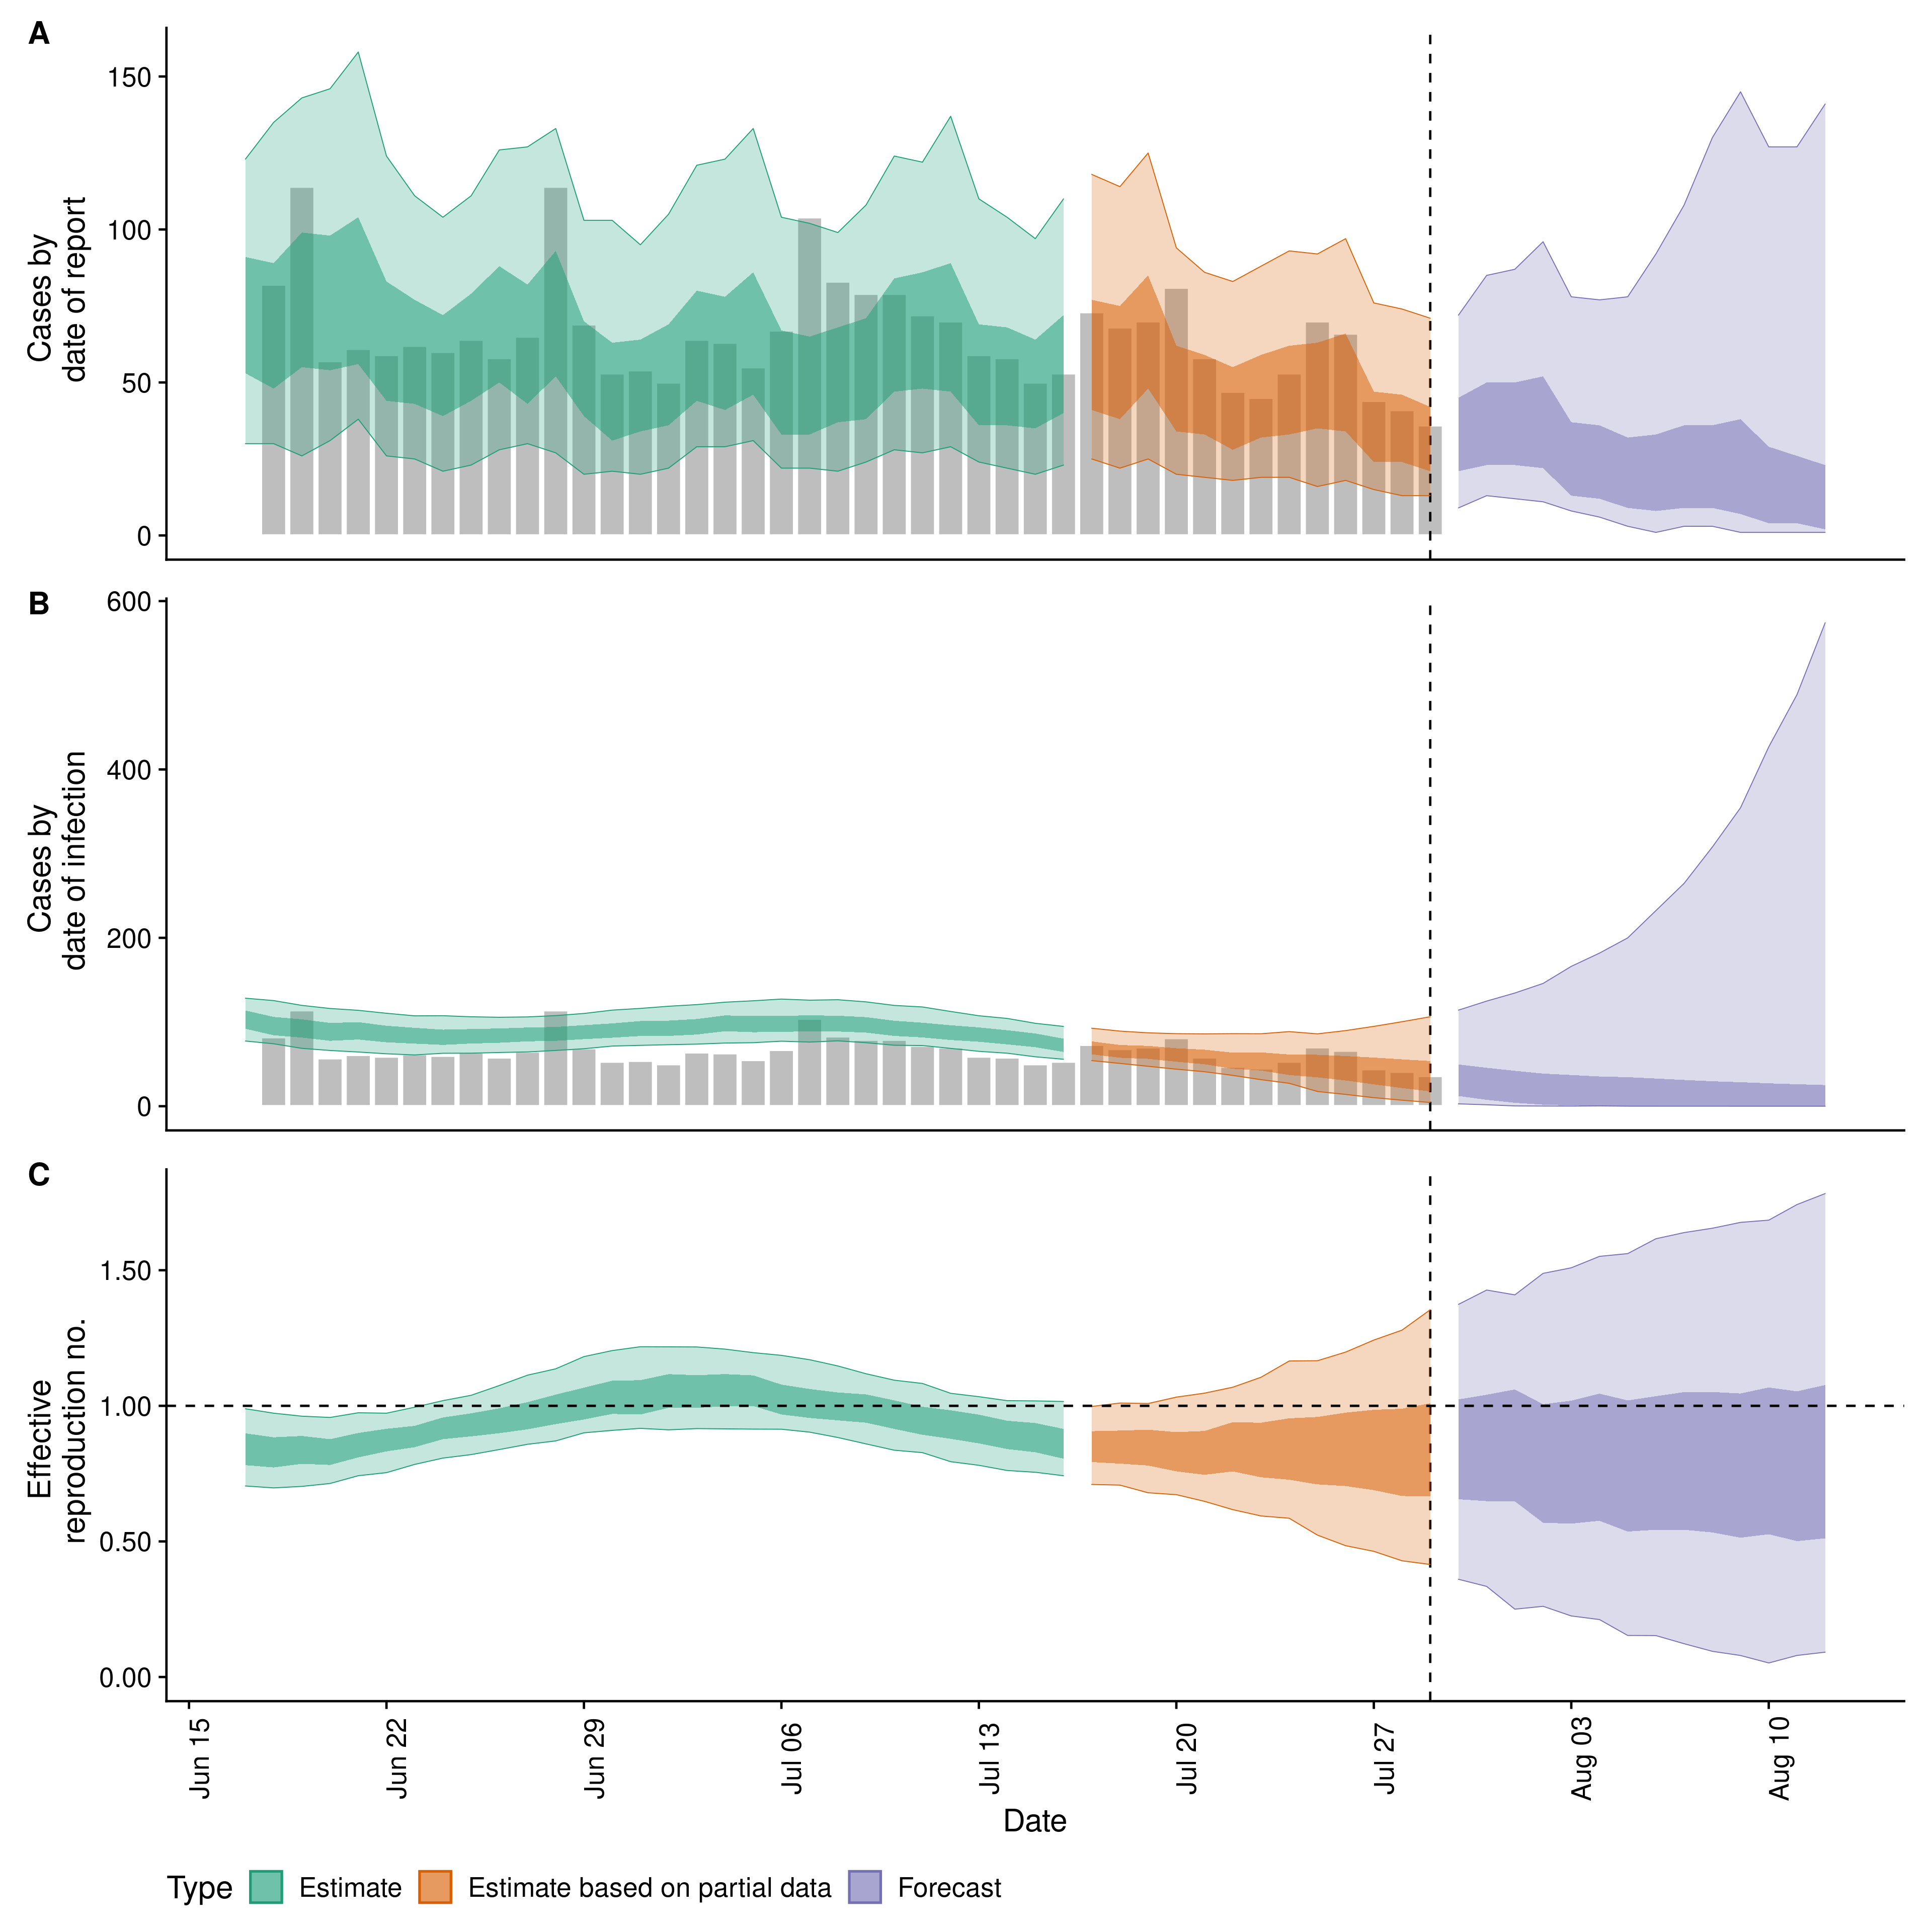 A
Cases by
date of report
150
100
50
0
B
Cases by
date of infection
600
400
200
0
C
Effective
reproduction no.
1.50
1.00
0.50
0.00
Jun 15
Jun 22
Jun 29
Jul 06
Jul 13
Jul 20
Jul 27
Aug 03
Aug 10
Date
Type Estimate Estimate based on partial data Forecast